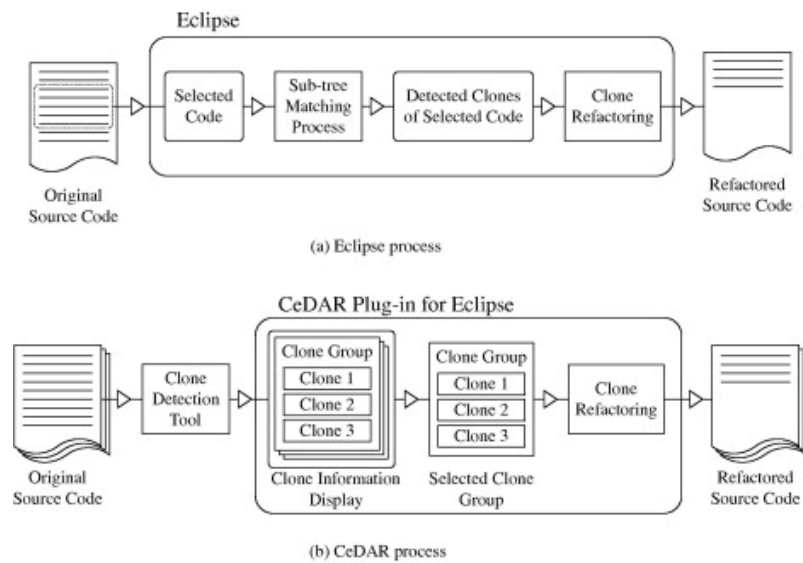 Eclipse
Selected
Code
Sub-tree
Matching
Process
Detected Clones
of Selected Code
Clone
Refactoring
Original
Source Code
Refactored
Source Code
(a) Eclipse process
CeDAR Plug-in for Eclipse
Clone
Detection
Tool
Clone Group
Clone 1
Clone 2
Clone 3
Clone Group
Clone 1
Clone 2
Clone 3
Clone
Refactoring
Original
Source Code
Clone Information
Display
Selected Clone
Group
Refactored
Source Code
(b) CeDAR process